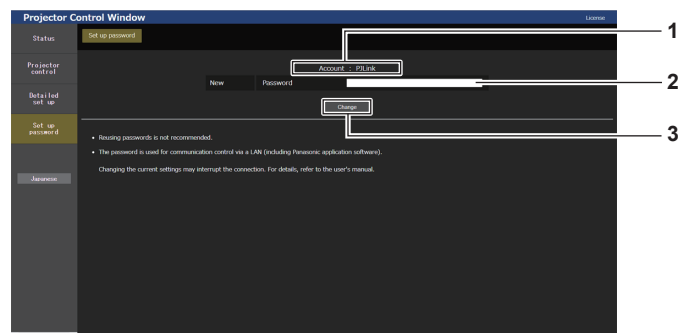 Projector Control Window
License
Status
Set up password
1
Projector
control
Account : PJLink
New Password
2
Detailed
set up
Change
Set up
password
3
• Reusing passwords is not recommended.
• The password is used for communication control via a LAN (including Panasonic application software).
Changing the current settings may interrupt the connection. For details, refer to the user's manual.
Japanese